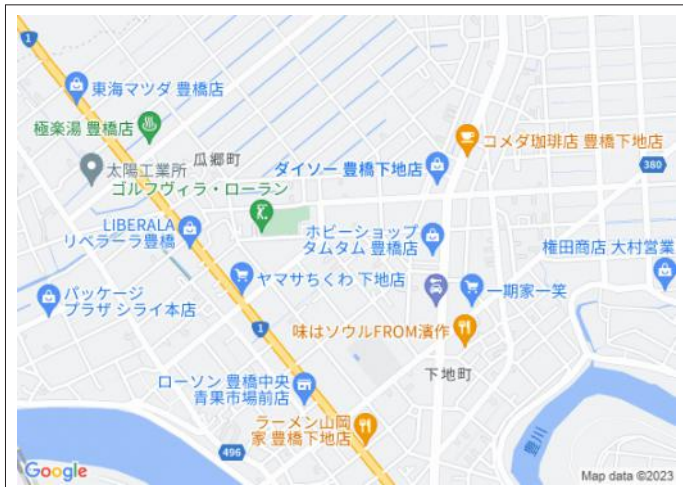 1
東海マツダ 豊橋店
極楽湯 豊橋店
瓜郷町
コメダ珈琲店 豊橋下地店
太陽工業所
ダイソー 豊橋下地店
380
ゴルフヴィラ・ローラン
LIBERALA
リベラーラ豊橋
ホビーショップ
タムタム 豊橋店
権田商店 大村営業
ヤマサちくわ 下地店
一期家一笑
パッケージ
プラザ シライ本店
1
味はソウルFROM濱作
下地町
ローソン 豊橋中央
青果市場前店
ラーメン山岡
家 豊橋下地店
豊川
496
Google
Map data ©2023